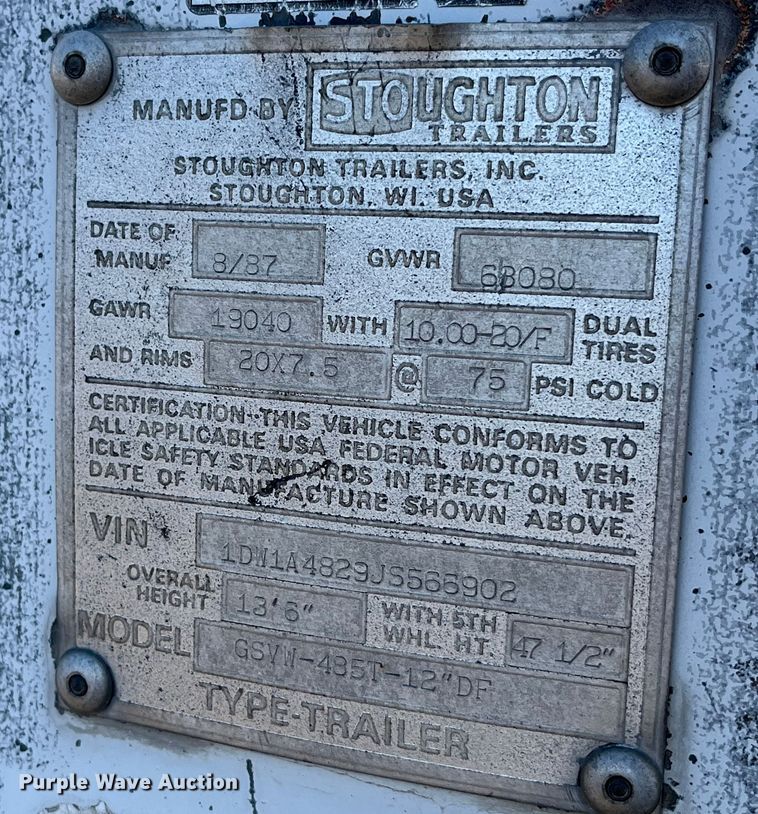 MANUFD BY STOUGHTON
TRAILERS
STOUGHTON TRAILERS, INC.
STOUGHTON, WI. USA
DATE OF MANUF 8/87 GVWR 68080
GAWR 19040 WITH 10.00-20/F DUAL TIRES
AND RIMS 20X7.5 @ 75 PSI COLD
CERTIFICATION-THIS VEHICLE CONFORMS TO
ALL APPLICABLE USA FEDERAL MOTOR VEH-
ICLE SAFETY STANDARDS IN EFFECT ON THE
DATE OF MANUFACTURE SHOWN ABOVE.
VIN 1DW1A4829JS566902
OVERALL HEIGHT 13'6" WITH 5TH WHL. HT. 47 1/2"
MODEL GSVW-485T-12"DF
TYPE-TRAILER
Purple Wave Auction